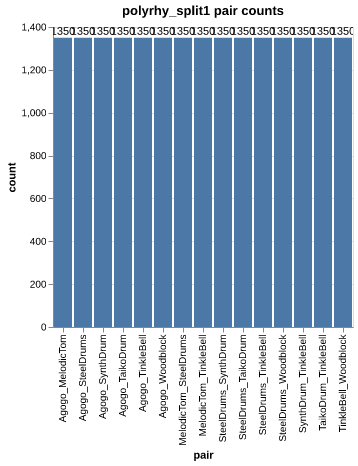 polyrhy_split1 pair counts
1350 1350 1350 1350 1350 1350 1350 1350 1350 1350 1350 1350 1350 1350 1350
1,400
1,200
1,000
800
600
400
200
0
count
Agogo_MelodicTom
Agogo_SteelDrums
Agogo_SynthDrum
Agogo_TaikoDrum
Agogo_TinkleBell
Agogo_Woodblock
MelodicTom_SteelDrums
MelodicTom_TinkleBell
SteelDrums_SynthDrum
SteelDrums_TaikoDrum
SteelDrums_TinkleBell
SteelDrums_Woodblock
SynthDrum_TinkleBell
TaikoDrum_TinkleBell
TinkleBell_Woodblock
pair